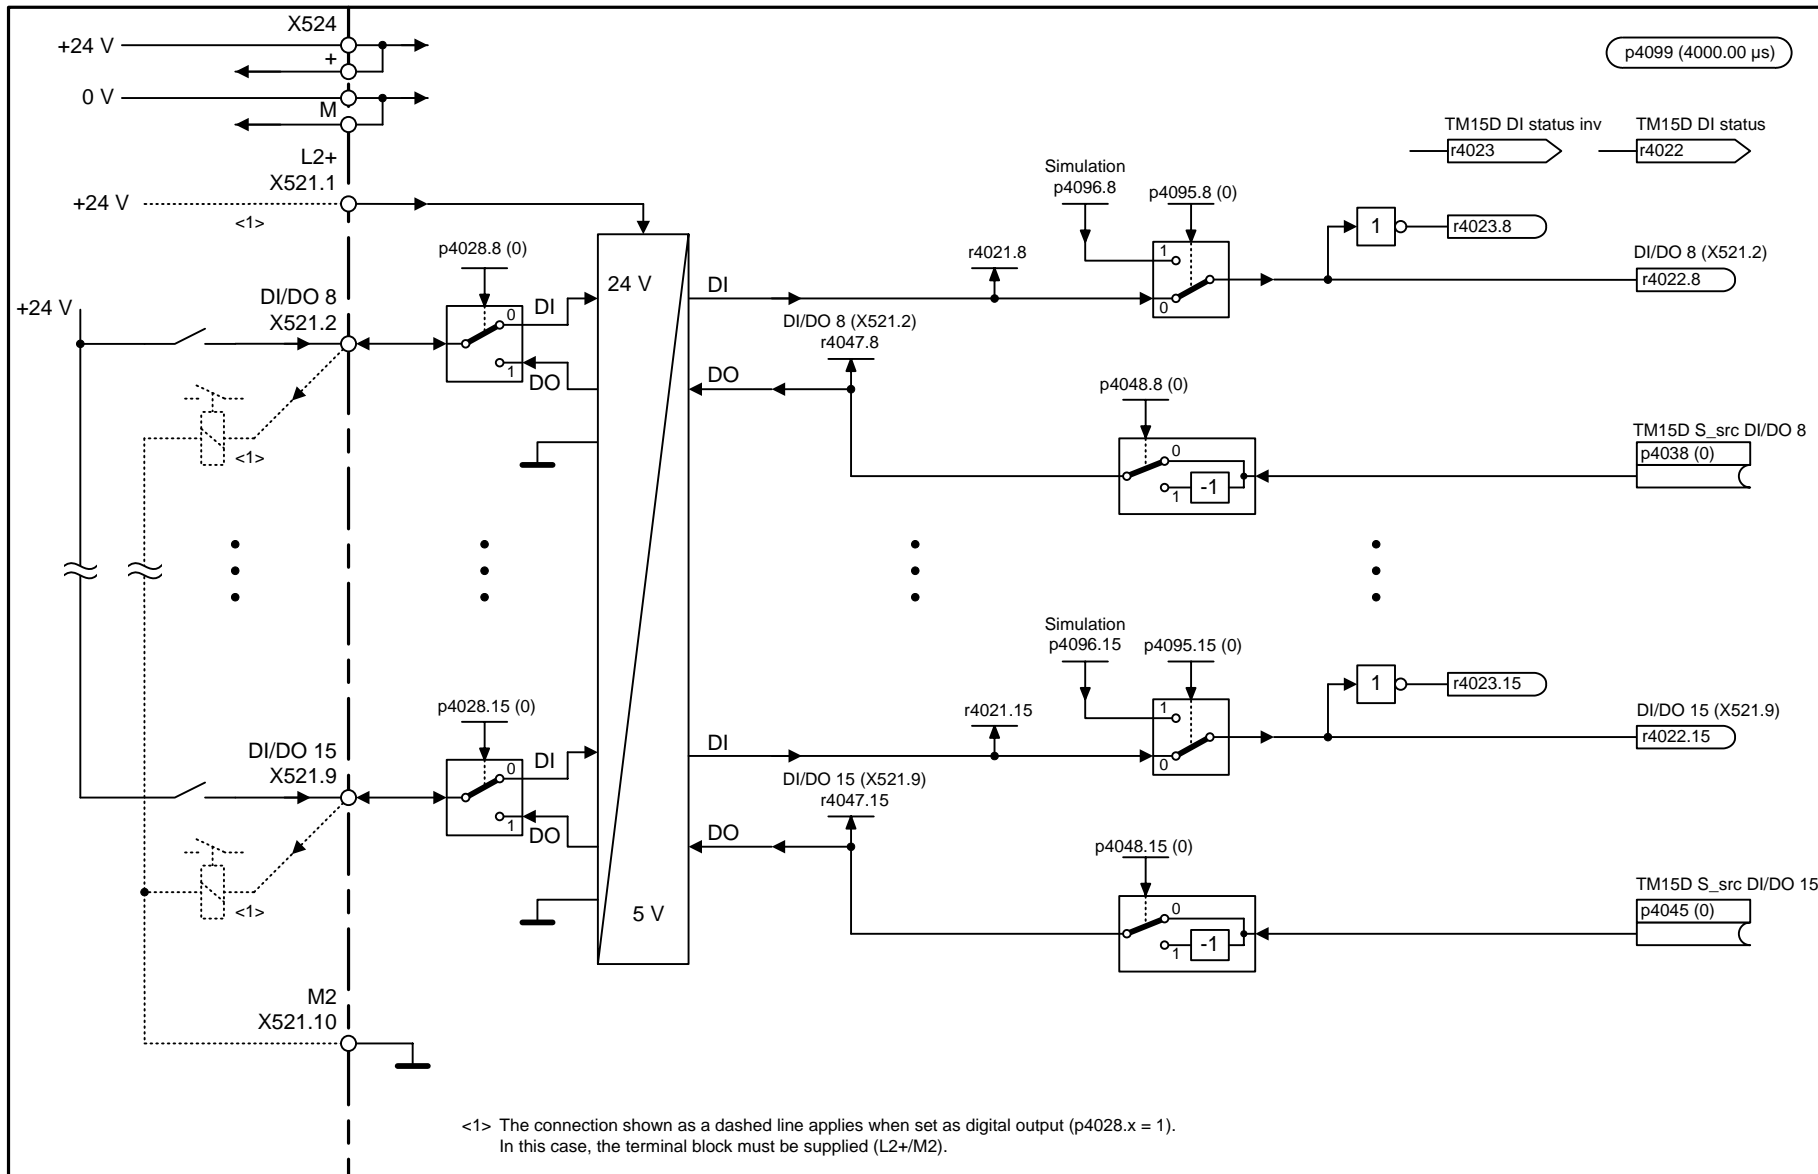 X524
+24 V
+
0 V
M
p4099 (4000.00 µs)
TM15D DI status inv
r4023
TM15D DI status
r4022
L2+
X521.1
+24 V
<1>
Simulation
p4096.8
p4095.8 (0)
1
0
1
r4023.8
DI/DO 8 (X521.2)
r4022.8
r4021.8
p4028.8 (0)
24 V
DI
+24 V
DI/DO 8
X521.2
0
1
DI
DO
DI/DO 8 (X521.2)
r4047.8
DO
p4048.8 (0)
0
1
-1
TM15D S_src DI/DO 8
p4038 (0)
<1>
Simulation
p4096.15
p4095.15 (0)
1
0
1
r4023.15
DI/DO 15 (X521.9)
r4022.15
r4021.15
p4028.15 (0)
DI
DI/DO 15
X521.9
0
1
DI
DO
DI/DO 15 (X521.9)
r4047.15
DO
p4048.15 (0)
0
1
-1
TM15D S_src DI/DO 15
p4045 (0)
<1>
5 V
M2
X521.10
<1> The connection shown as a dashed line applies when set as digital output (p4028.x = 1).
In this case, the terminal block must be supplied (L2+/M2).